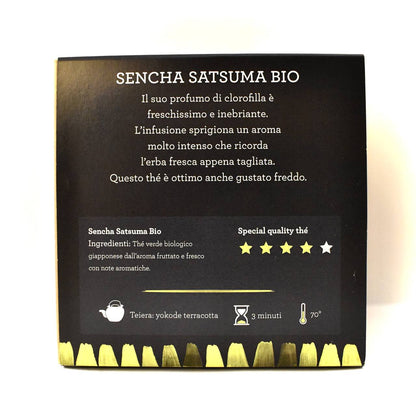 SENCHA SATSUMA BIO
Il suo profumo di clorofilla è
freschissimo e inebriante.
L'infusione sprigiona un aroma
molto intenso che ricorda
l'erba fresca appena tagliata.
Questo thé è ottimo anche gustato freddo.
Sencha Satsuma Bio
Ingredienti: Thé verde biologico
giapponese dall'aroma fruttato e fresco
con note aromatiche.
Special quality thé
Teiera: yokode terracotta
3 minuti
70°